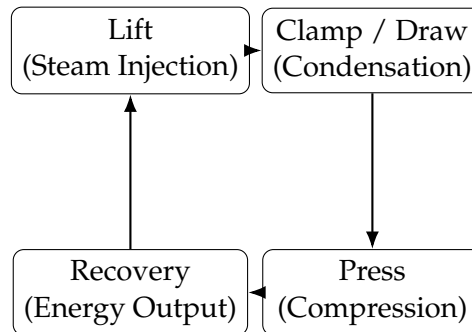 Lift
(Steam Injection)
Clamp / Draw
(Condensation)
Recovery
(Energy Output)
Press
(Compression)